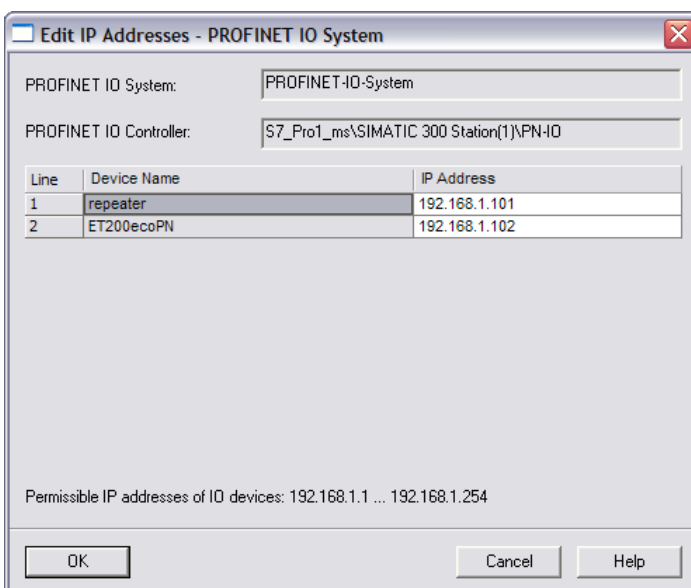 Edit IP Addresses - PROFINET IO System
PROFINET IO System: PROFINET-IO-System
PROFINET IO Controller: S7_Pro1_ms\SIMATIC 300 Station(1)\PN-IO
Line Device Name IP Address
1 repeater 192.168.1.101
2 ET200ecoPN 192.168.1.102
Permissible IP addresses of IO devices: 192.168.1.1 ... 192.168.1.254
OK Cancel Help